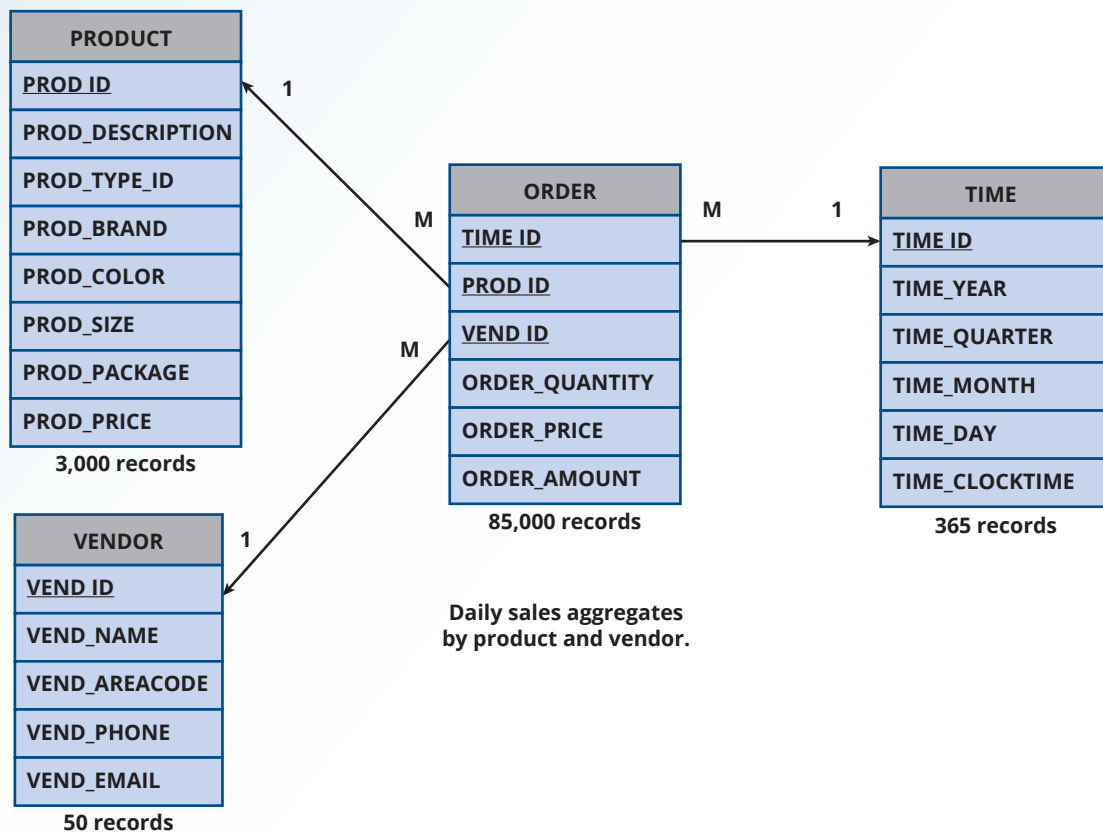 PRODUCT
PROD ID
PROD_DESCRIPTION
PROD_TYPE_ID
PROD_BRAND
PROD_COLOR
PROD_SIZE
PROD_PACKAGE
PROD_PRICE
3,000 records
1
M
VENDOR
VEND ID
VEND_NAME
VEND_AREACODE
VEND_PHONE
VEND_EMAIL
50 records
1
M
ORDER
TIME ID
PROD ID
VEND ID
ORDER_QUANTITY
ORDER_PRICE
ORDER_AMOUNT
85,000 records
Daily sales aggregates
by product and vendor.
M
1
TIME
TIME ID
TIME_YEAR
TIME_QUARTER
TIME_MONTH
TIME_DAY
TIME_CLOCKTIME
365 records